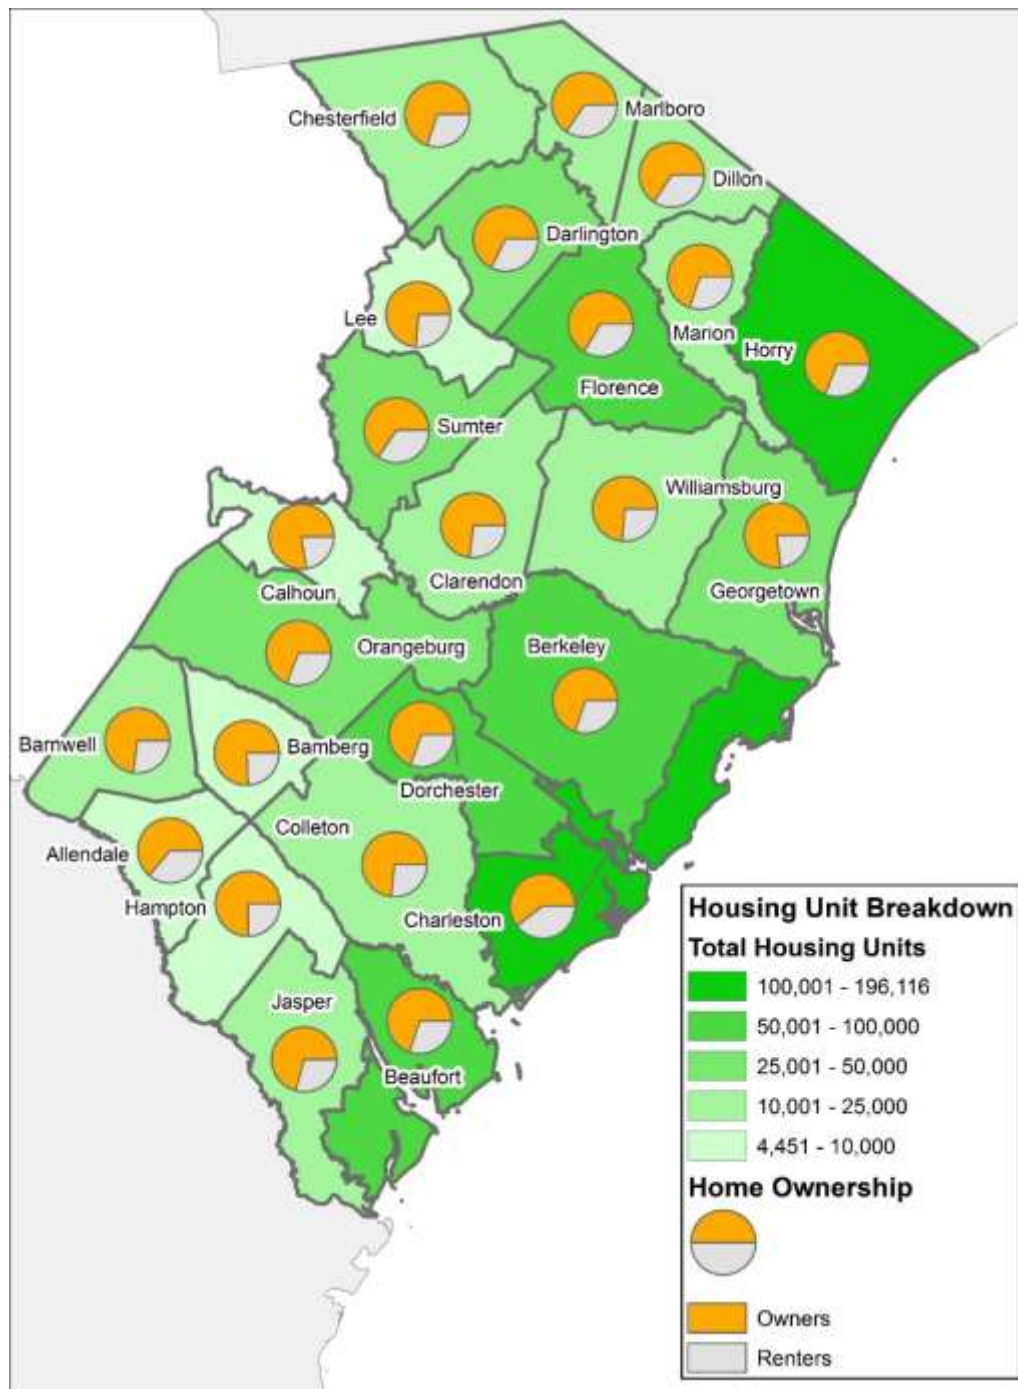 Chesterfield
Marlboro
Dillon
Darlington
Lee
Marion
Horry
Florence
Sumter
Williamsburg
Clarendon
Calhoun
Georgetown
Orangeburg
Berkeley
Barnwell
Bamberg
Dorchester
Colleton
Allendale
Hampton
Charleston
Jasper
Beaufort
Housing Unit Breakdown
Total Housing Units
100,001 - 196,116
50,001 - 100,000
25,001 - 50,000
10,001 - 25,000
4,451 - 10,000
Home Ownership
Owners
Renters